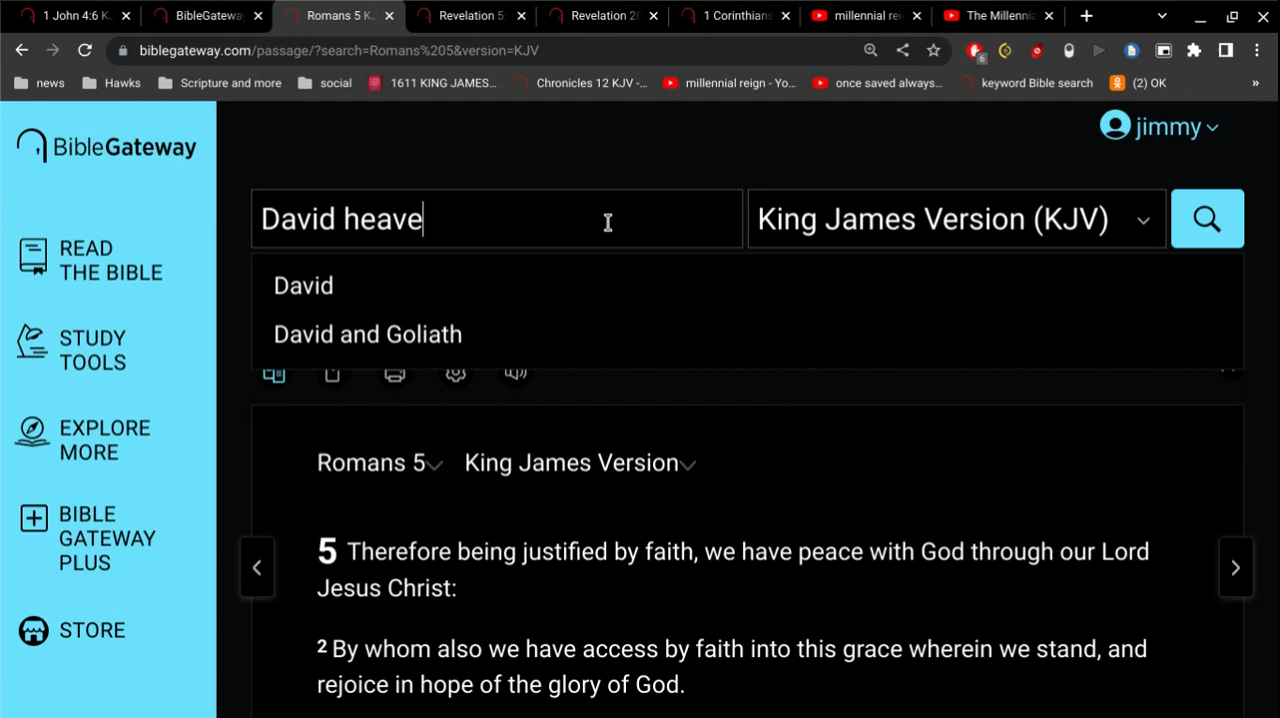 1 John 4:6 K
BibleGateway
Romans 5 K
Revelation 5:
Revelation 20
1 Corinthians
millennial rei
The Millennia
biblegateway.com/passage/?search=Romans%205&version=KJV
6
news
Hawks
Scripture and more
social
1611 KING JAMES...
Chronicles 12 KJV -...
millennial reign - Yo...
once saved always...
keyword Bible search
(2) OK
»
BibleGateway
jimmy
David heave
King James Version (KJV)
READ
THE BIBLE
David
David and Goliath
STUDY
TOOLS
EXPLORE
MORE
Romans 5
King James Version
BIBLE
GATEWAY
PLUS
5 Therefore being justified by faith, we have peace with God through our Lord
Jesus Christ:
STORE
2 By whom also we have access by faith into this grace wherein we stand, and
rejoice in hope of the glory of God.